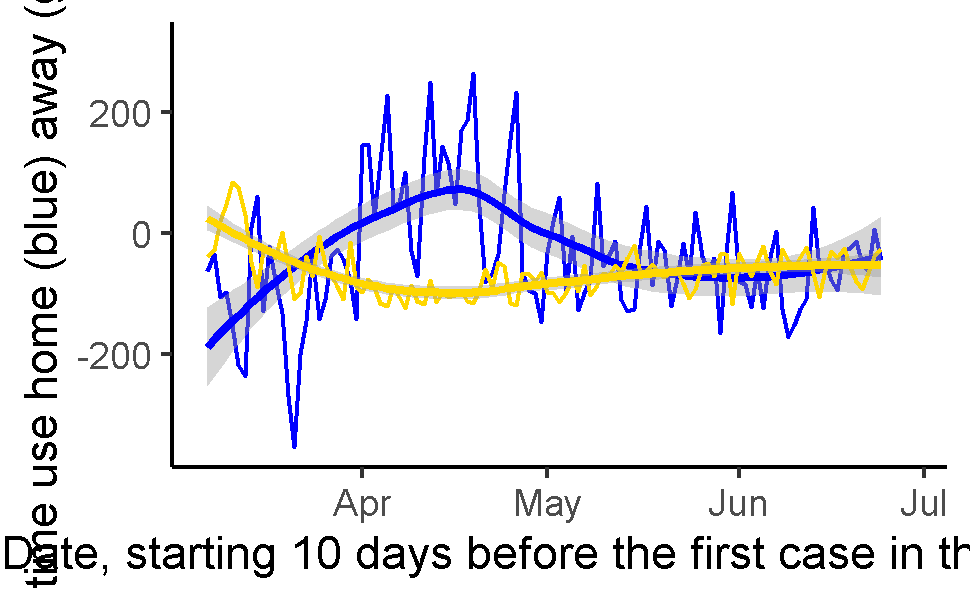 time use home (blue) away (
200
0
-200
Apr May Jun Jul
Date, starting 10 days before the first case in th